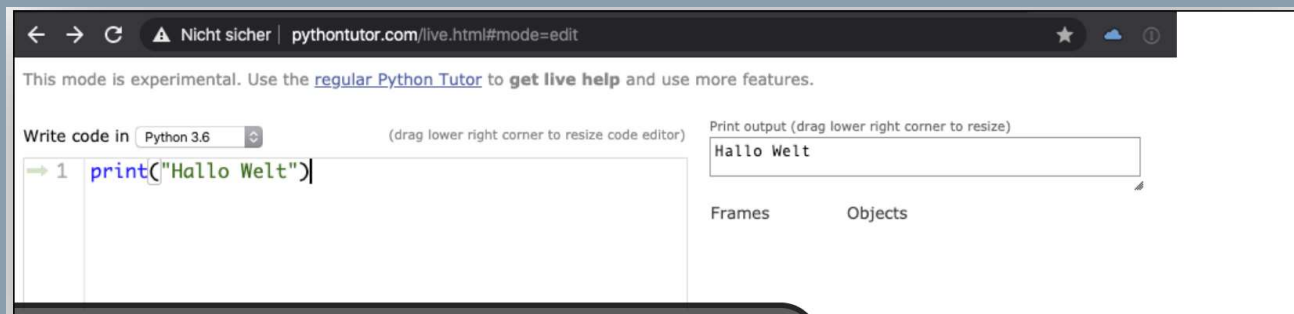 Nicht sicher | pythontutor.com/live.html#mode=edit
This mode is experimental. Use the regular Python Tutor to get live help and use more features.
Write code in Python 3.6 (drag lower right corner to resize code editor)
1 print("Hallo Welt")
Print output (drag lower right corner to resize)
Hallo Welt
Frames Objects